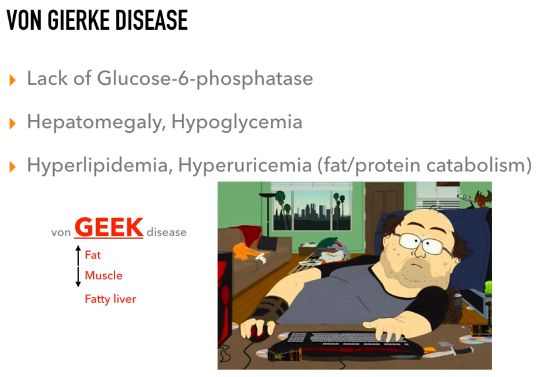 VON GIERKE DISEASE
Lack of Glucose-6-phosphatase
Hepatomegaly, Hypoglycemia
Hyperlipidemia, Hyperuricemia (fat/protein catabolism)
von GEEK disease
Fat
Muscle
Fatty liver